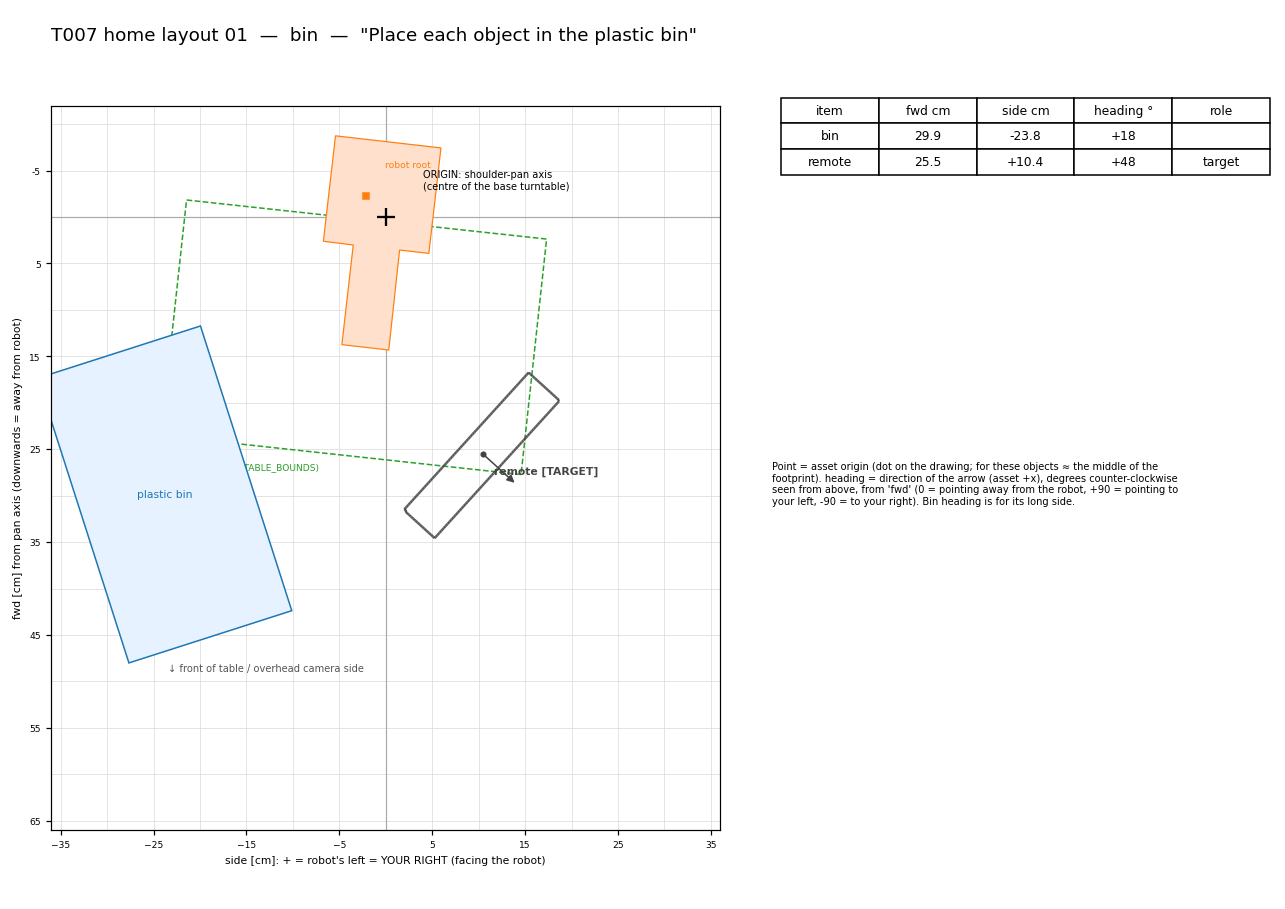 T007 home layout 01 — bin — "Place each object in the plastic bin"
item fwd cm side cm heading ° role
bin 29.9 -23.8 +18
remote 25.5 +10.4 +48 target
robot root
ORIGIN: shoulder-pan axis
(centre of the base turntable)
TABLE_BOUNDS)
remote [TARGET]
plastic bin
↓ front of table / overhead camera side
-5
5
15
25
35
45
55
65
fwd [cm] from pan axis (downwards = away from robot)
−35 −25 −15 −5 5 15 25 35
side [cm]: + = robot's left = YOUR RIGHT (facing the robot)
Point = asset origin (dot on the drawing; for these objects ≈ the middle of the
footprint). heading = direction of the arrow (asset +x), degrees counter-clockwise
seen from above, from 'fwd' (0 = pointing away from the robot, +90 = pointing to
your left, -90 = to your right). Bin heading is for its long side.